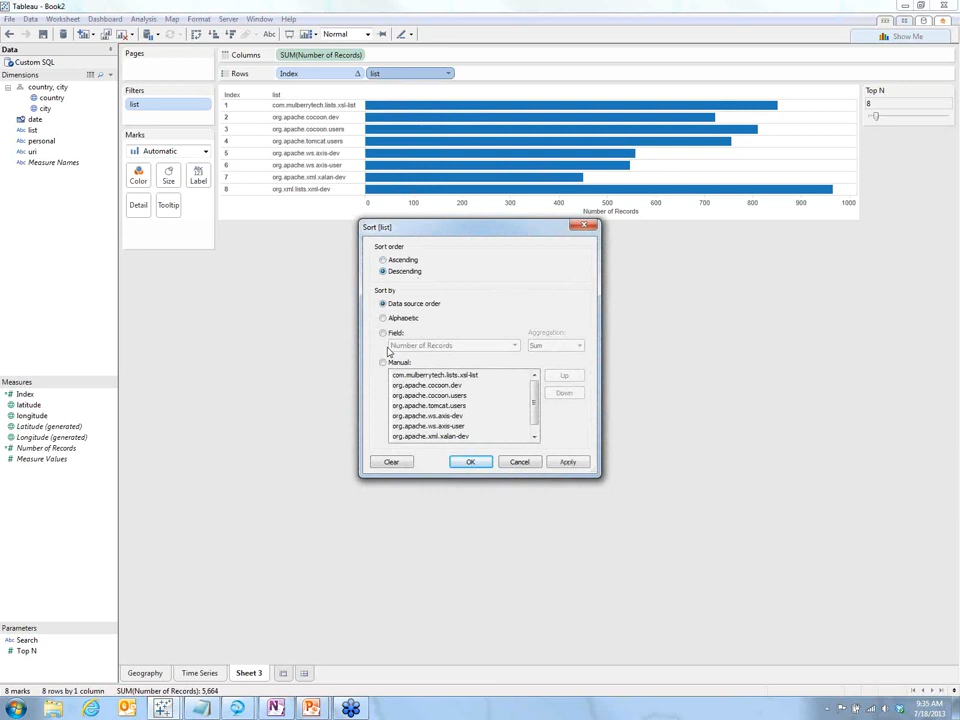 Tableau - Book2
File Data Worksheet Dashboard Analysis Map Format Server Window Help
Abc Normal
Show Me
Data
Custom SQL
Dimensions
country, city
country
city
date
Abc list
Abc personal
Abc uri
Abc Measure Names
Measures
Index
latitude
longitude
Latitude (generated)
Longitude (generated)
Number of Records
Measure Values
Parameters
Abc Search
Top N
Pages
Filters
list
Marks
Automatic
Abc
123
Color Size Label
Detail Tooltip
Columns SUM(Number of Records)
Rows Index Δ list
Index list
1 com.mulberrytech.lists.xsl-list
2 org.apache.cocoon.dev
3 org.apache.cocoon.users
4 org.apache.tomcat.users
5 org.apache.ws.axis-dev
6 org.apache.ws.axis-user
7 org.apache.xml.xalan-dev
8 org.xml.lists.xml-dev
0 100 200 300 400 500 600 700 800 900 1000
Number of Records
Top N
8
Sort [list]
Sort order
Ascending
Descending
Sort by
Data source order
Alphabetic
Field: Aggregation:
Number of Records Sum
Manual:
com.mulberrytech.lists.xsl-list
org.apache.cocoon.dev
org.apache.cocoon.users
org.apache.tomcat.users
org.apache.ws.axis-dev
org.apache.ws.axis-user
org.apache.xml.xalan-dev
Up
Down
Clear OK Cancel Apply
Geography Time Series Sheet 3
8 marks 8 rows by 1 column SUM(Number of Records): 5,664
9:35 AM
7/18/2013